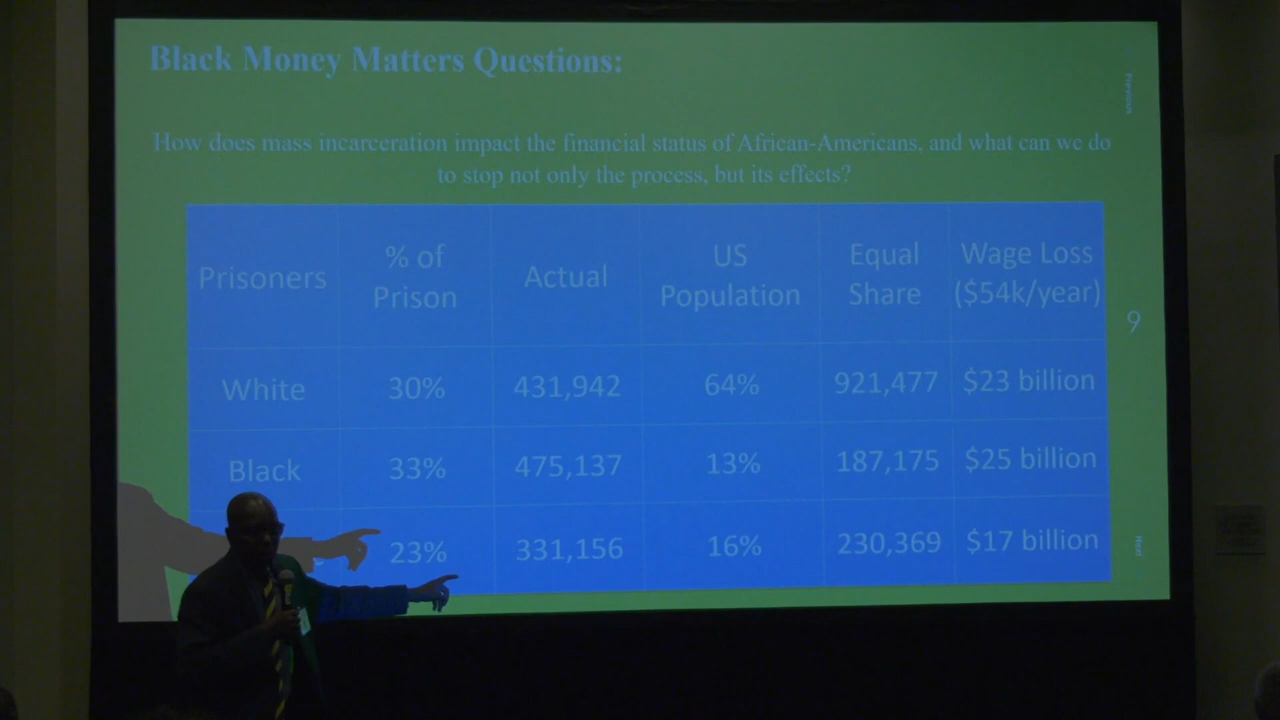 Black Money Matters Questions:
Previous
How does mass incarceration impact the financial status of African-Americans, and what can we do
to stop not only the process, but its effects?
Prisoners
% of
Prison
Actual
US
Population
Equal
Share
Wage Loss
($54k/year)
9
White 30% 431,942 64% 921,477 $23 billion
Black 33% 475,137 13% 187,175 $25 billion
23% 331,156 16% 230,369 $17 billion
Next